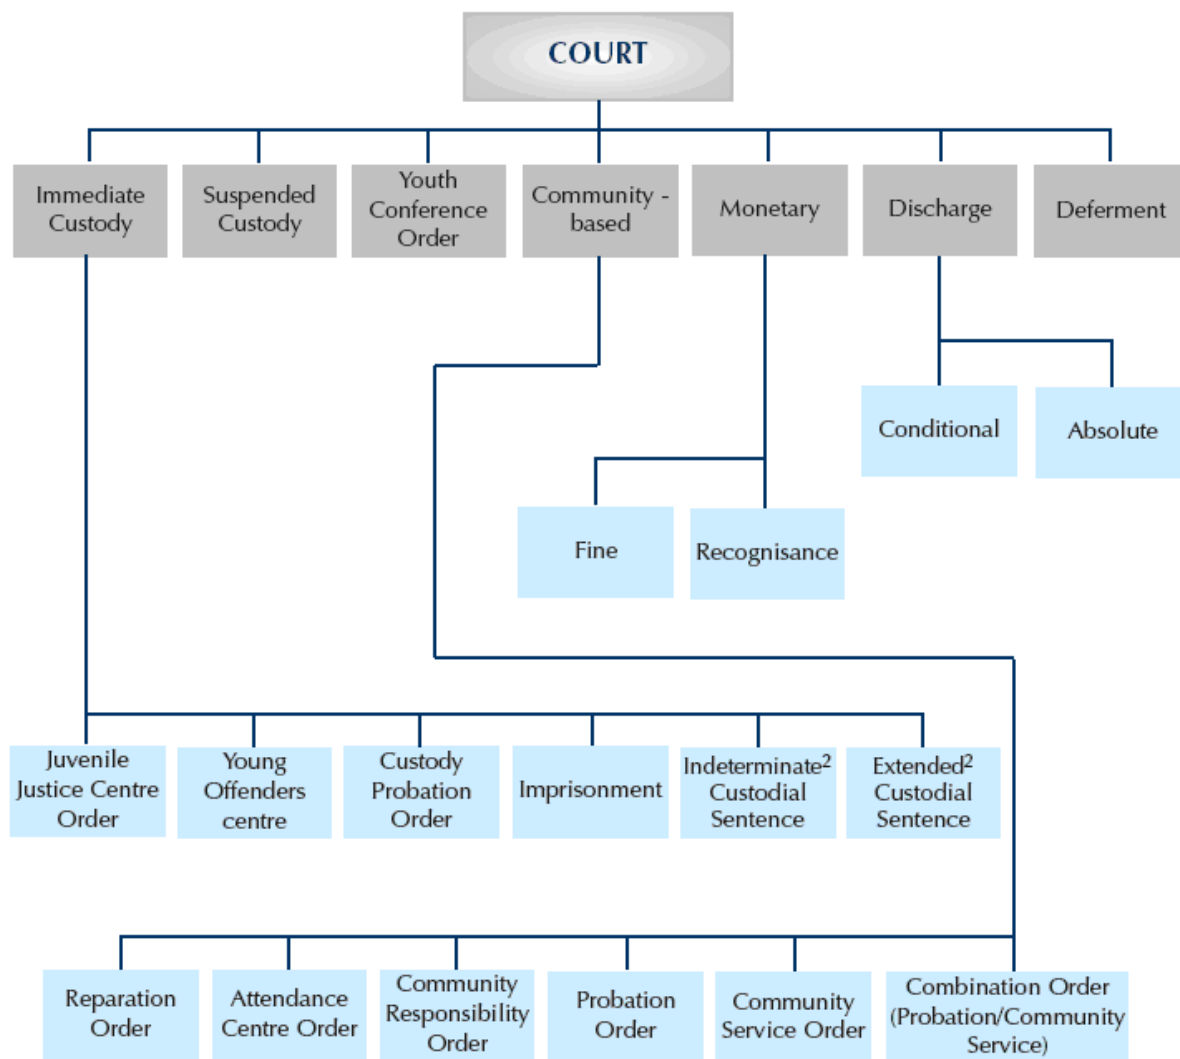 COURT
Immediate
Custody
Suspended
Custody
Youth
Conference
Order
Community -
based
Monetary
Discharge
Deferment
Conditional
Absolute
Fine
Recognisance
Juvenile
Justice Centre
Order
Young
Offenders
centre
Custody
Probation
Order
Imprisonment
Indeterminate²
Custodial
Sentence
Extended²
Custodial
Sentence
Reparation
Order
Attendance
Centre Order
Community
Responsibility
Order
Probation
Order
Community
Service Order
Combination Order
(Probation/Community
Service)